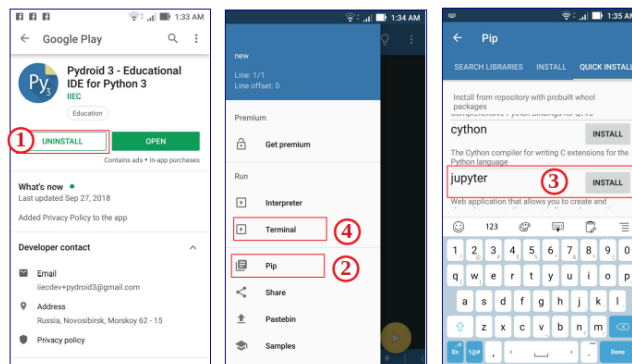 1:33 AM
Google Play
Pydroid 3 - Educational
IDE for Python 3
IIEC
Education
1
UNINSTALL
OPEN
Contains ads • In-app purchases
What's new
Last updated Sep 27, 2018
Added Privacy Policy to the app
Developer contact
Email
iiecdev+pydroid3@gmail.com
Address
Russia, Novosibirsk, Morskoy 62 - 15
Privacy policy
1:34 AM
new
Line: 1/1
Line offset: 0
Premium
Get premium
Run
Interpreter
Terminal
4
Pip
2
Share
Pastebin
Samples
1:35 AM
Pip
SEARCH LIBRARIES INSTALL QUICK INSTALL
Install from ropocitory with prebuilt whool
packages
cython
INSTALL
The Cython compiler for writing C extensions for the
Python language
jupyter
3
INSTALL
Web application that allows you to create and
123
1 2 3 4 5 6 7 8 9 0
q w e r t y u i o p
a s d f g h j k l
z x c v b n m
En 1@# , . Done